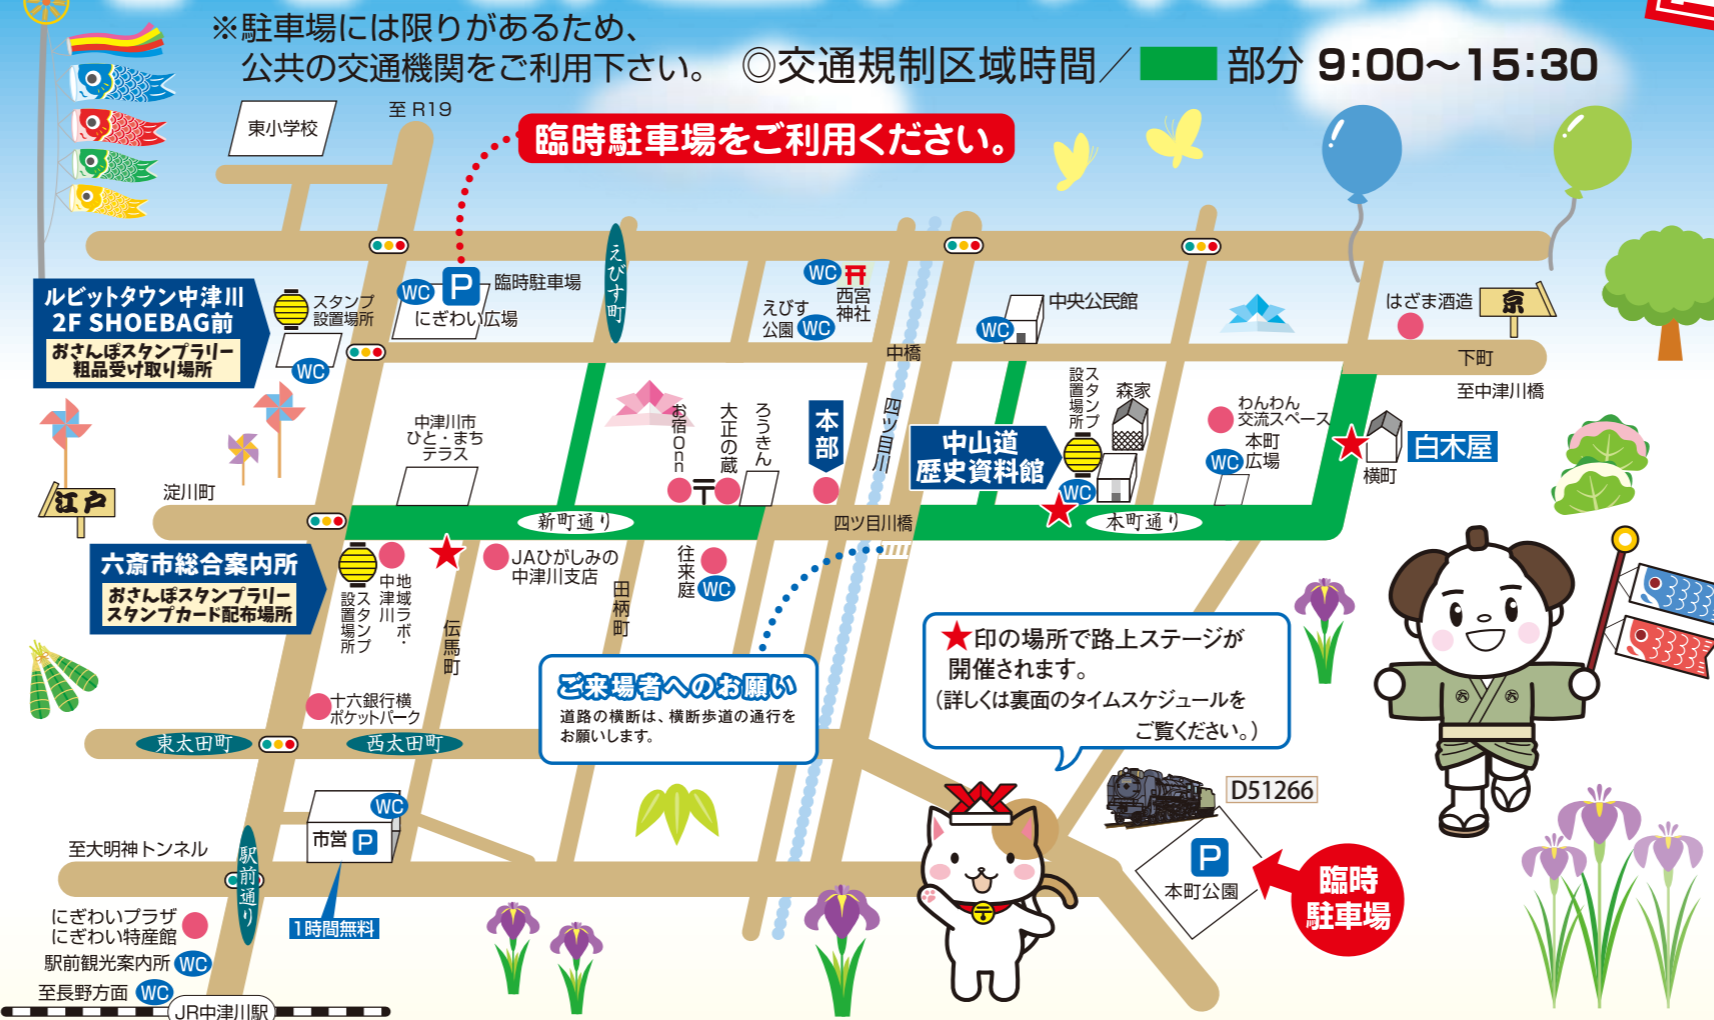 ※駐車場には限りがあるため、
公共の交通機関をご利用下さい。
◎交通規制区域時間／ 部分 9:00〜15:30
東小学校
至 R19
臨時駐車場をご利用ください。
えびす町
ルビットタウン中津川
2F SHOEBAG前
おさんぽスタンプラリー
粗品受け取り場所
スタンプ
設置場所
WC
WC
P
臨時駐車場
にぎわい広場
WC
西宮
神社
えびす
公園
WC
中橋
WC
中央公民館
はざま酒造
京
下町
至中津川橋
中津川市
ひと・まち
テラス
お宿Onn
大正の蔵
ろうきん
本部
四ツ目川
中山道
歴史資料館
スタンプ
設置場所
WC
森家
わんわん
交流スペース
WC
本町
広場
白木屋
横町
江戸
淀川町
新町通り
四ツ目川橋
本町通り
六斎市総合案内所
おさんぽスタンプラリー
スタンプカード配布場所
スタンプ
設置場所
地域ラボ・
中津川
伝馬町
JAひがしみの
中津川支店
田柄町
往来庭
WC
十六銀行横
ポケットパーク
ご来場者へのお願い
道路の横断は、横断歩道の通行を
お願いします。
★印の場所で路上ステージが
開催されます。
(詳しくは裏面のタイムスケジュールを
ご覧ください。)
東太田町
西太田町
WC
市営 P
1時間無料
至大明神トンネル
駅前通り
D51266
P
本町公園
臨時
駐車場
にぎわいプラザ
にぎわい特産館
駅前観光案内所 WC
至長野方面 WC
JR中津川駅